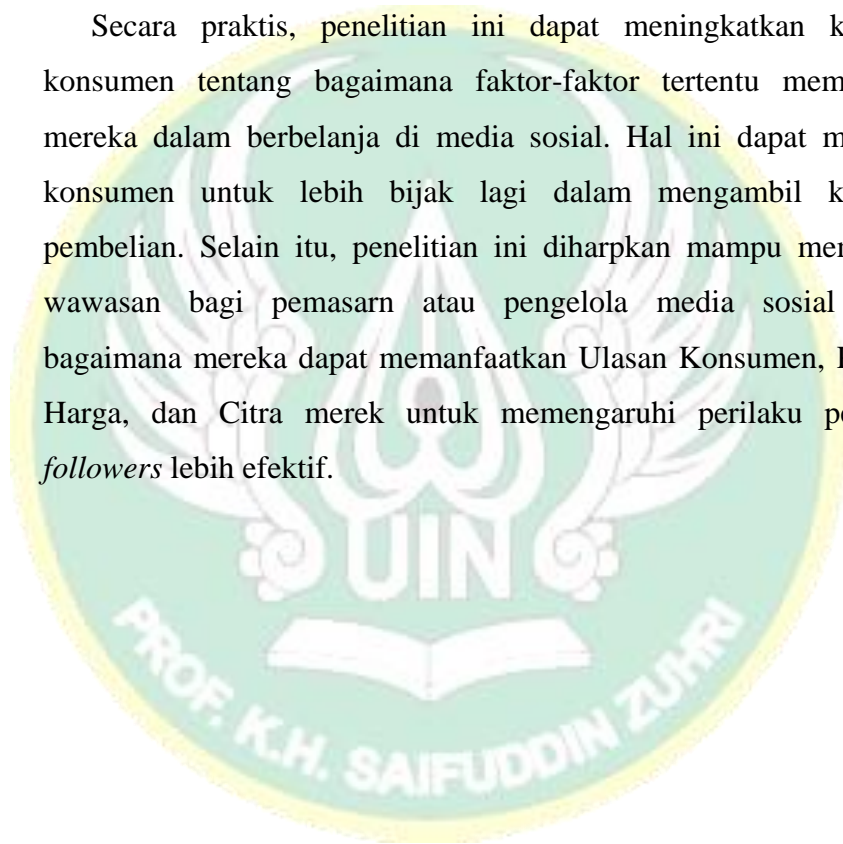 Secara praktis, penelitian ini dapat meningkatkan
konsumen tentang bagaimana faktor-faktor tertentu
mereka dalam berbelanja di media sosial. Hal ini dapat
konsumen untuk lebih bijak lagi dalam mengambil
pembelian. Selain itu, penelitian ini diharpkan mampu
wawasan bagi pemasarn atau pengelola media sosial
bagaimana mereka dapat memanfaatkan Ulasan Konsumen,
Harga, dan Citra merek untuk memengaruhi perilaku
followers lebih efektif.
UIN
PROF. K.H. SAIFUDDIN ZUHRI